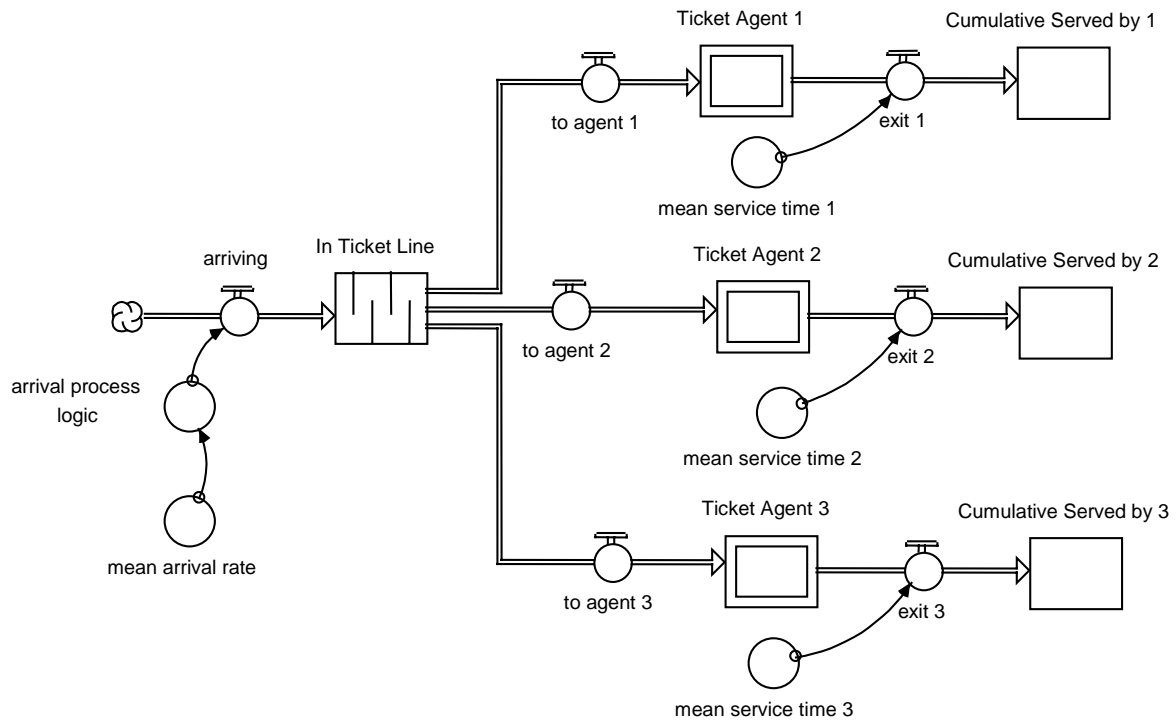 Ticket Agent 1
Cumulative Served by 1
to agent 1
exit 1
mean service time 1
In Ticket Line
arriving
Ticket Agent 2
Cumulative Served by 2
to agent 2
exit 2
arrival process
logic
mean service time 2
mean arrival rate
Ticket Agent 3
Cumulative Served by 3
to agent 3
exit 3
mean service time 3